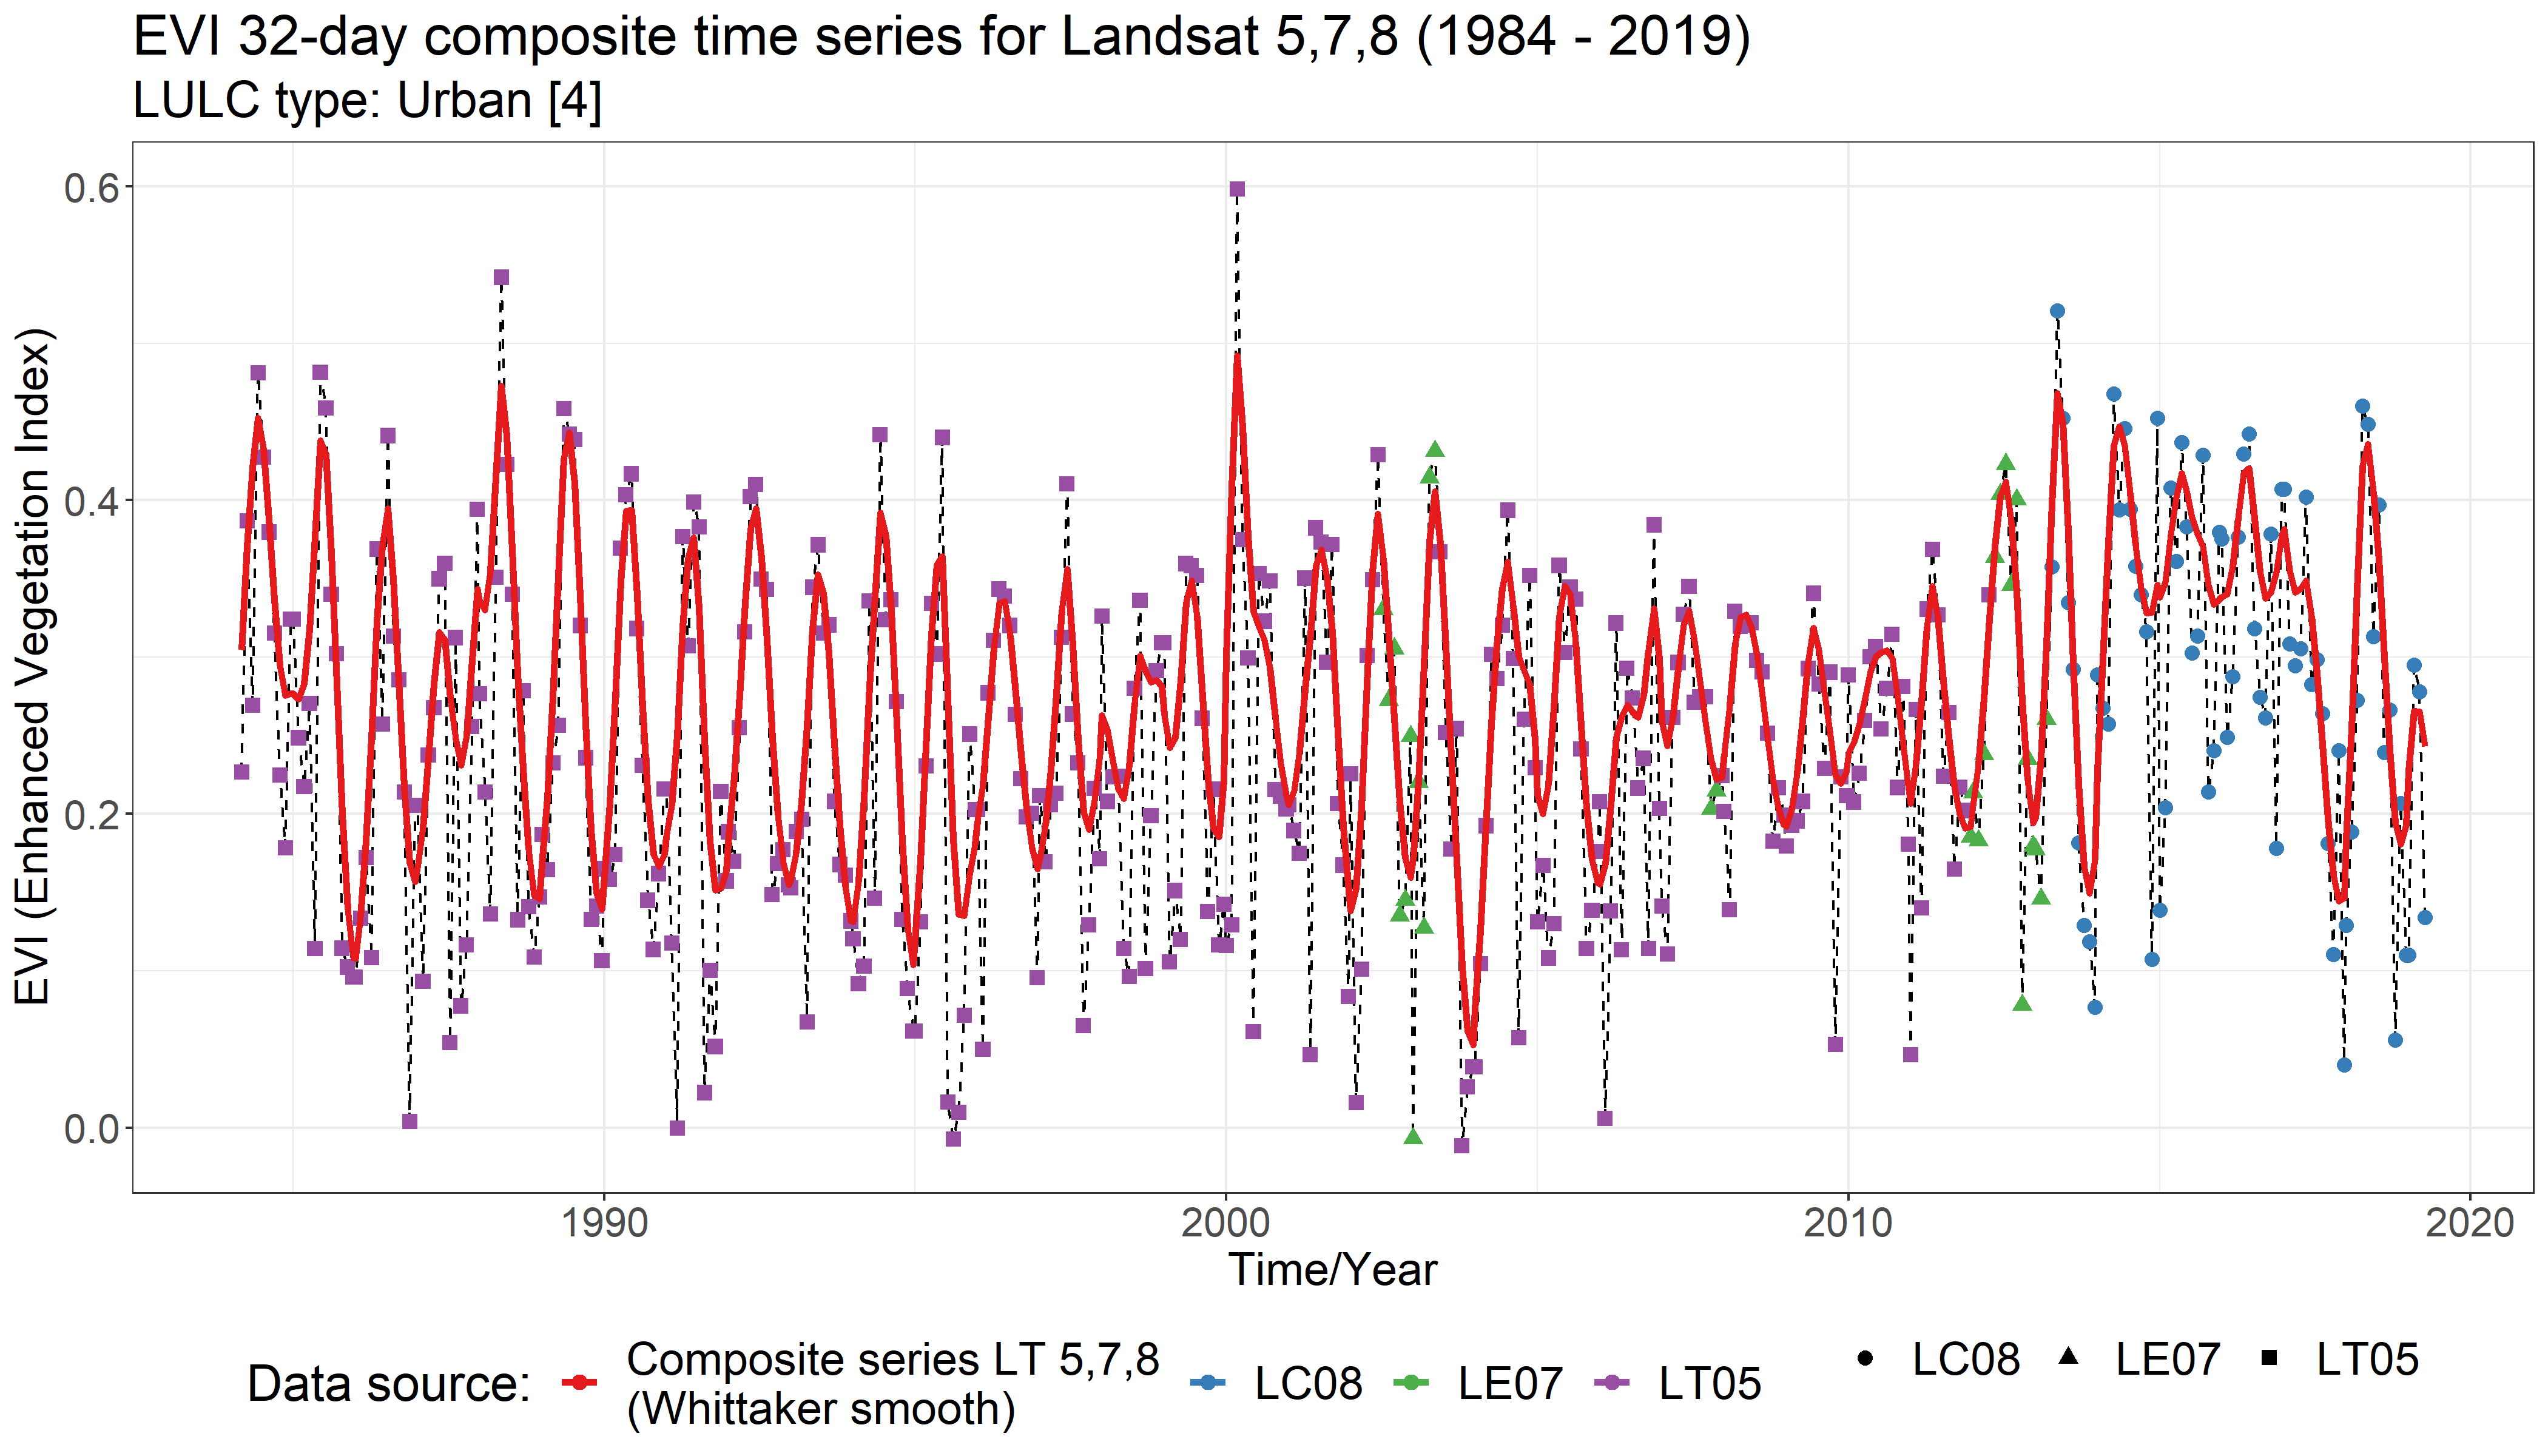 EVI 32-day composite time series for Landsat 5,7,8 (1984 - 2019)
LULC type: Urban [4]
EVI (Enhanced Vegetation Index)
0.6
0.4
0.2
0.0
1990
2000
2010
2020
Time/Year
Data source:
Composite series LT 5,7,8
(Whittaker smooth)
LC08
LE07
LT05
LC08
LE07
LT05